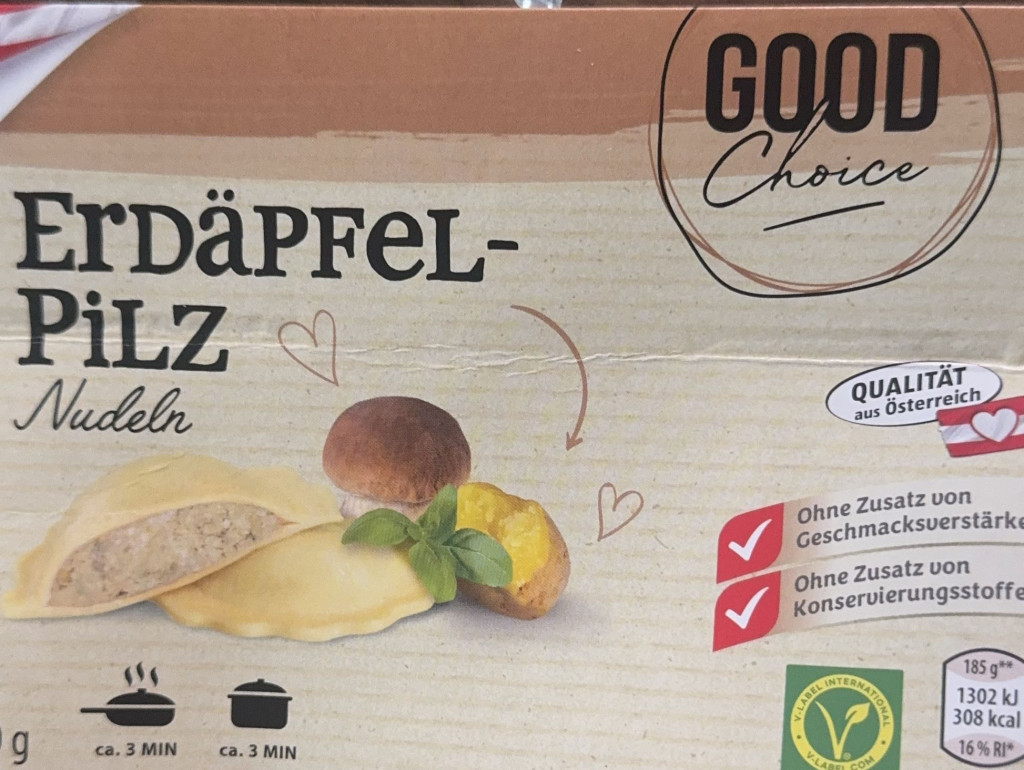 GOOD
Choice
ERDÄPFEL-
PILZ
Nudeln
QUALITÄT
aus Österreich
Ohne Zusatz von
Geschmacksverstärke
Ohne Zusatz von
Konservierungsstoffe
185 g**
1302 kJ
308 kcal
16 % RI*
V-LABEL INTERNATIONAL
V-LABEL.COM
g
ca. 3 MIN
ca. 3 MIN